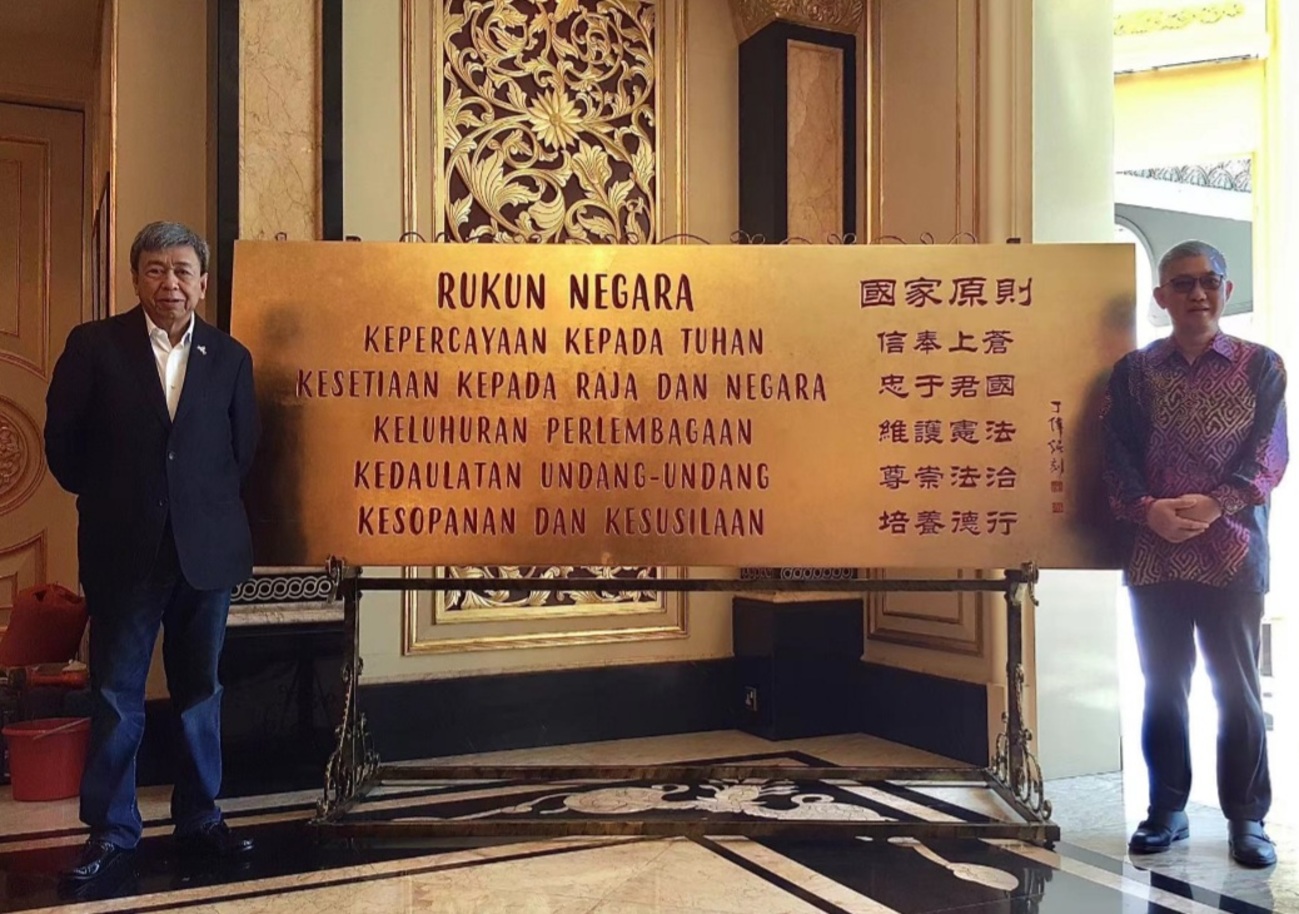 RUKUN NEGARA
KEPERCAYAAN KEPADA TUHAN
KESETIAAN KEPADA RAJA DAN NEGARA
KELUHURAN PERLEMBAGAAN
KEDAULATAN UNDANG-UNDANG
KESOPANAN DAN KESUSILAAN
國家原則
信奉上蒼
忠于君國
維護憲法
尊崇法治
培養德行